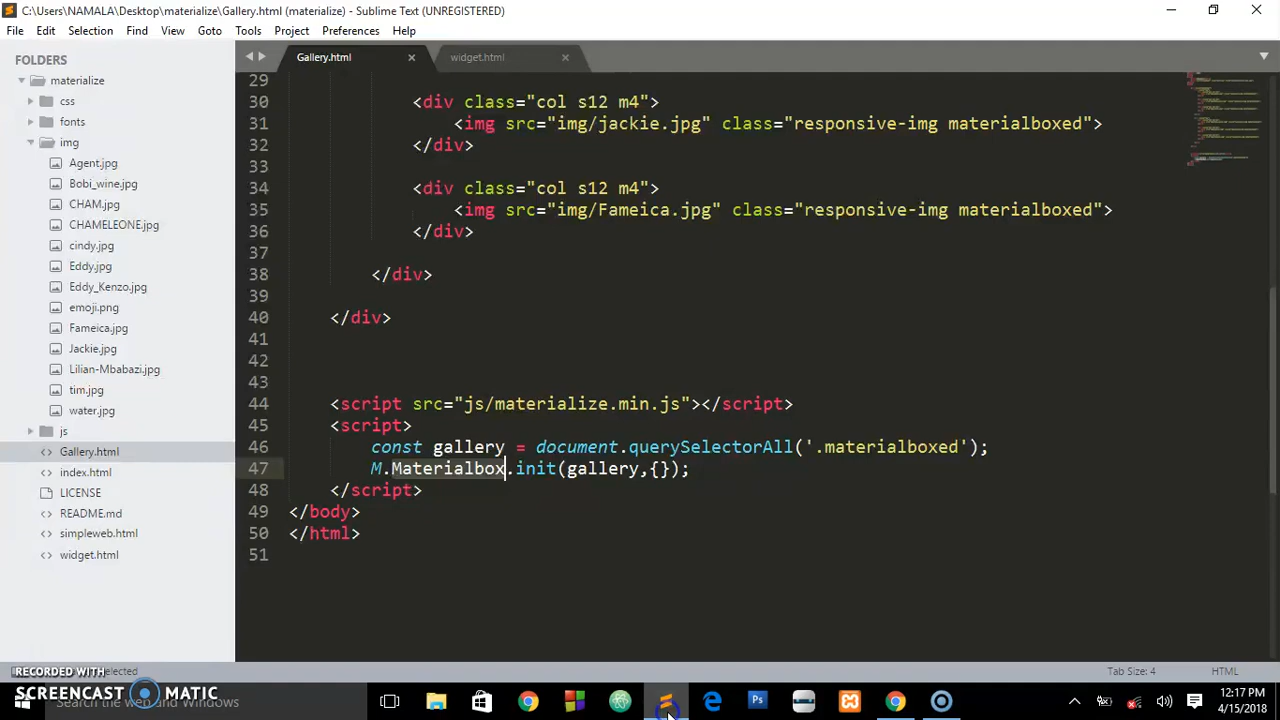 C:\Users\NAMALA\Desktop\materialize\Gallery.html (materialize) - Sublime Text (UNREGISTERED)
File Edit Selection Find View Goto Tools Project Preferences Help
FOLDERS
materialize
css
fonts
img
Agent.jpg
Bobi_wine.jpg
CHAM.jpg
CHAMELEONE.jpg
cindy.jpg
Eddy.jpg
Eddy_Kenzo.jpg
emoji.png
Fameica.jpg
Jackie.jpg
Lilian-Mbabazi.jpg
tim.jpg
water.jpg
js
Gallery.html
index.html
LICENSE
README.md
simpleweb.html
widget.html
Gallery.html widget.html
29
30 <div class="col s12 m4">
31 <img src="img/jackie.jpg" class="responsive-img materialboxed">
32 </div>
33
34 <div class="col s12 m4">
35 <img src="img/Fameica.jpg" class="responsive-img materialboxed">
36 </div>
37
38 </div>
39
40 </div>
41
42
43
44 <script src="js/materialize.min.js"></script>
45 <script>
46 const gallery = document.querySelectorAll('.materialboxed');
47 M.Materialbox.init(gallery,{});
48 </script>
49 </body>
50 </html>
51
Tab Size: 4 HTML
RECORDED WITH
SCREENCAST MATIC
Search Windows
12:17 PM
4/15/2018